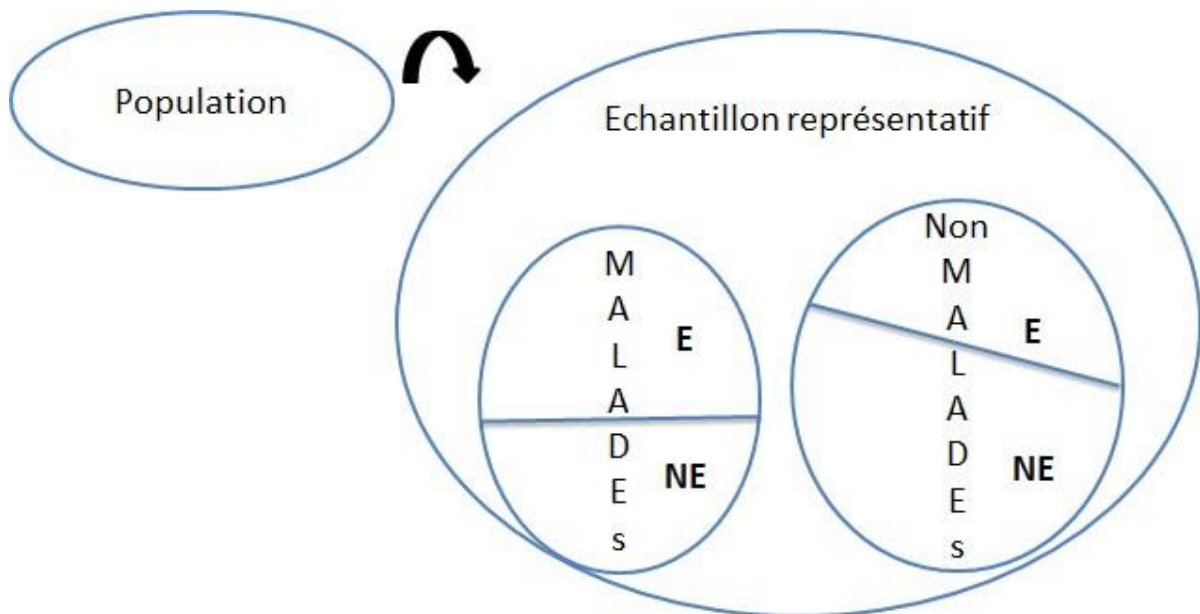 Population
Echantillon représentatif
M
A
L
A
D
E
s
E
NE
Non
M
A
L
A
D
E
s
E
NE